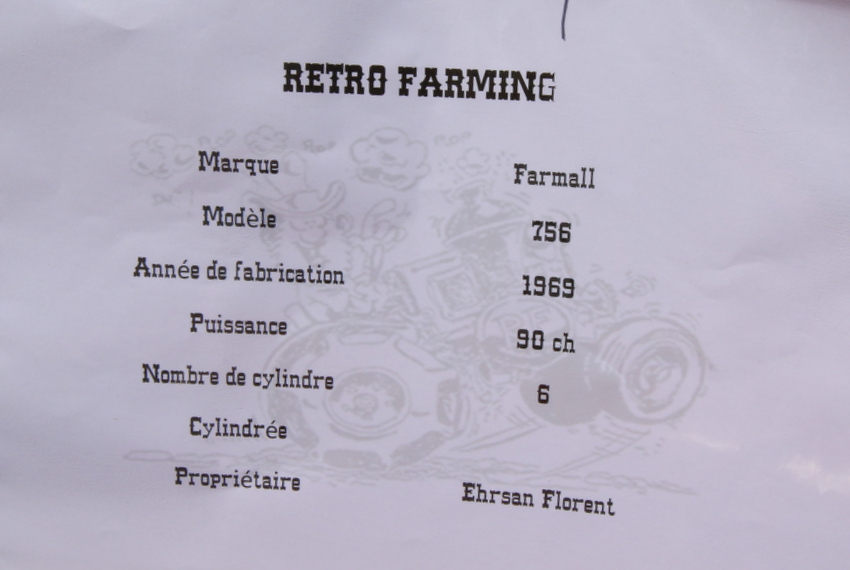 RETRO FARMING
Marque Farmall
Modèle 756
Année de fabrication 1969
Puissance 90 ch
Nombre de cylindre 6
Cylindrée
Propriétaire Ehrsan Florent